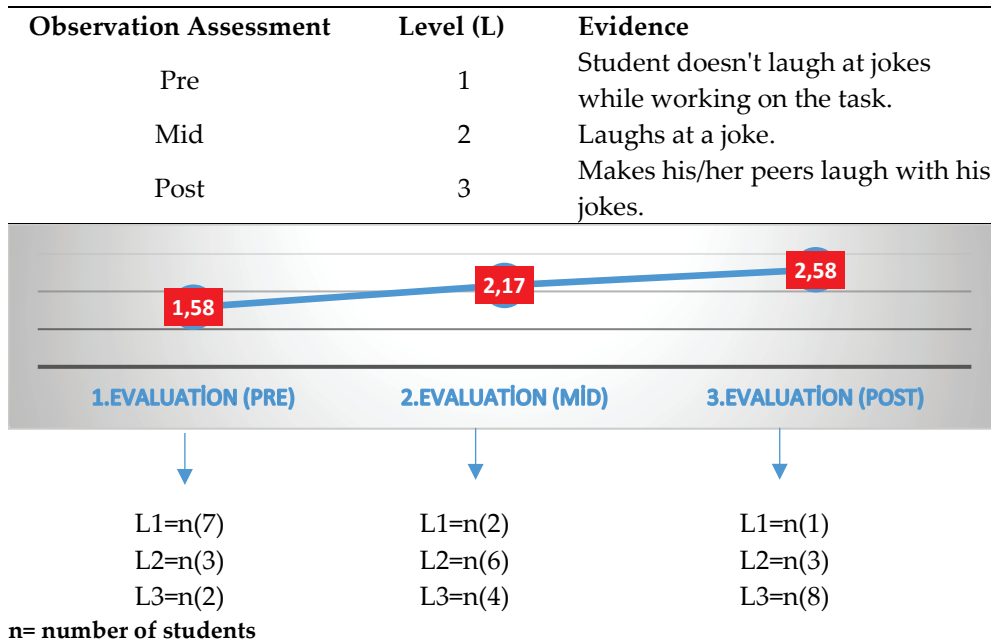 Observation Assessment Level (L) Evidence
Pre 1 Student doesn't laugh at jokes
while working on the task.
Mid 2 Laughs at a joke.
Post 3 Makes his/her peers laugh with his
jokes.
1,58 2,17 2,58
1.EVALUATİON (PRE) 2.EVALUATİON (MİD) 3.EVALUATİON (POST)
L1=n(7) L1=n(2) L1=n(1)
L2=n(3) L2=n(6) L2=n(3)
L3=n(2) L3=n(4) L3=n(8)
n= number of students